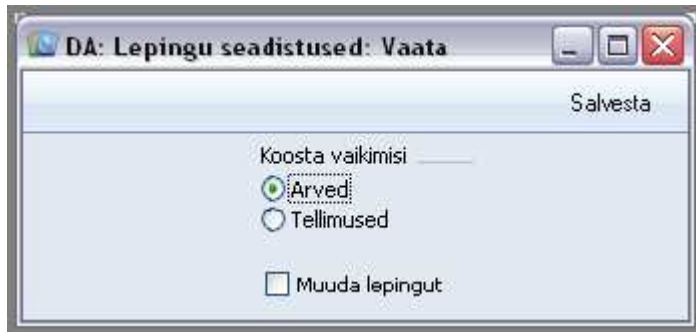 DA: Lepingu seadistused: Vaata
Salvesta
Koosta vaikimisi
Arved
Tellimused
Muuda lepingut